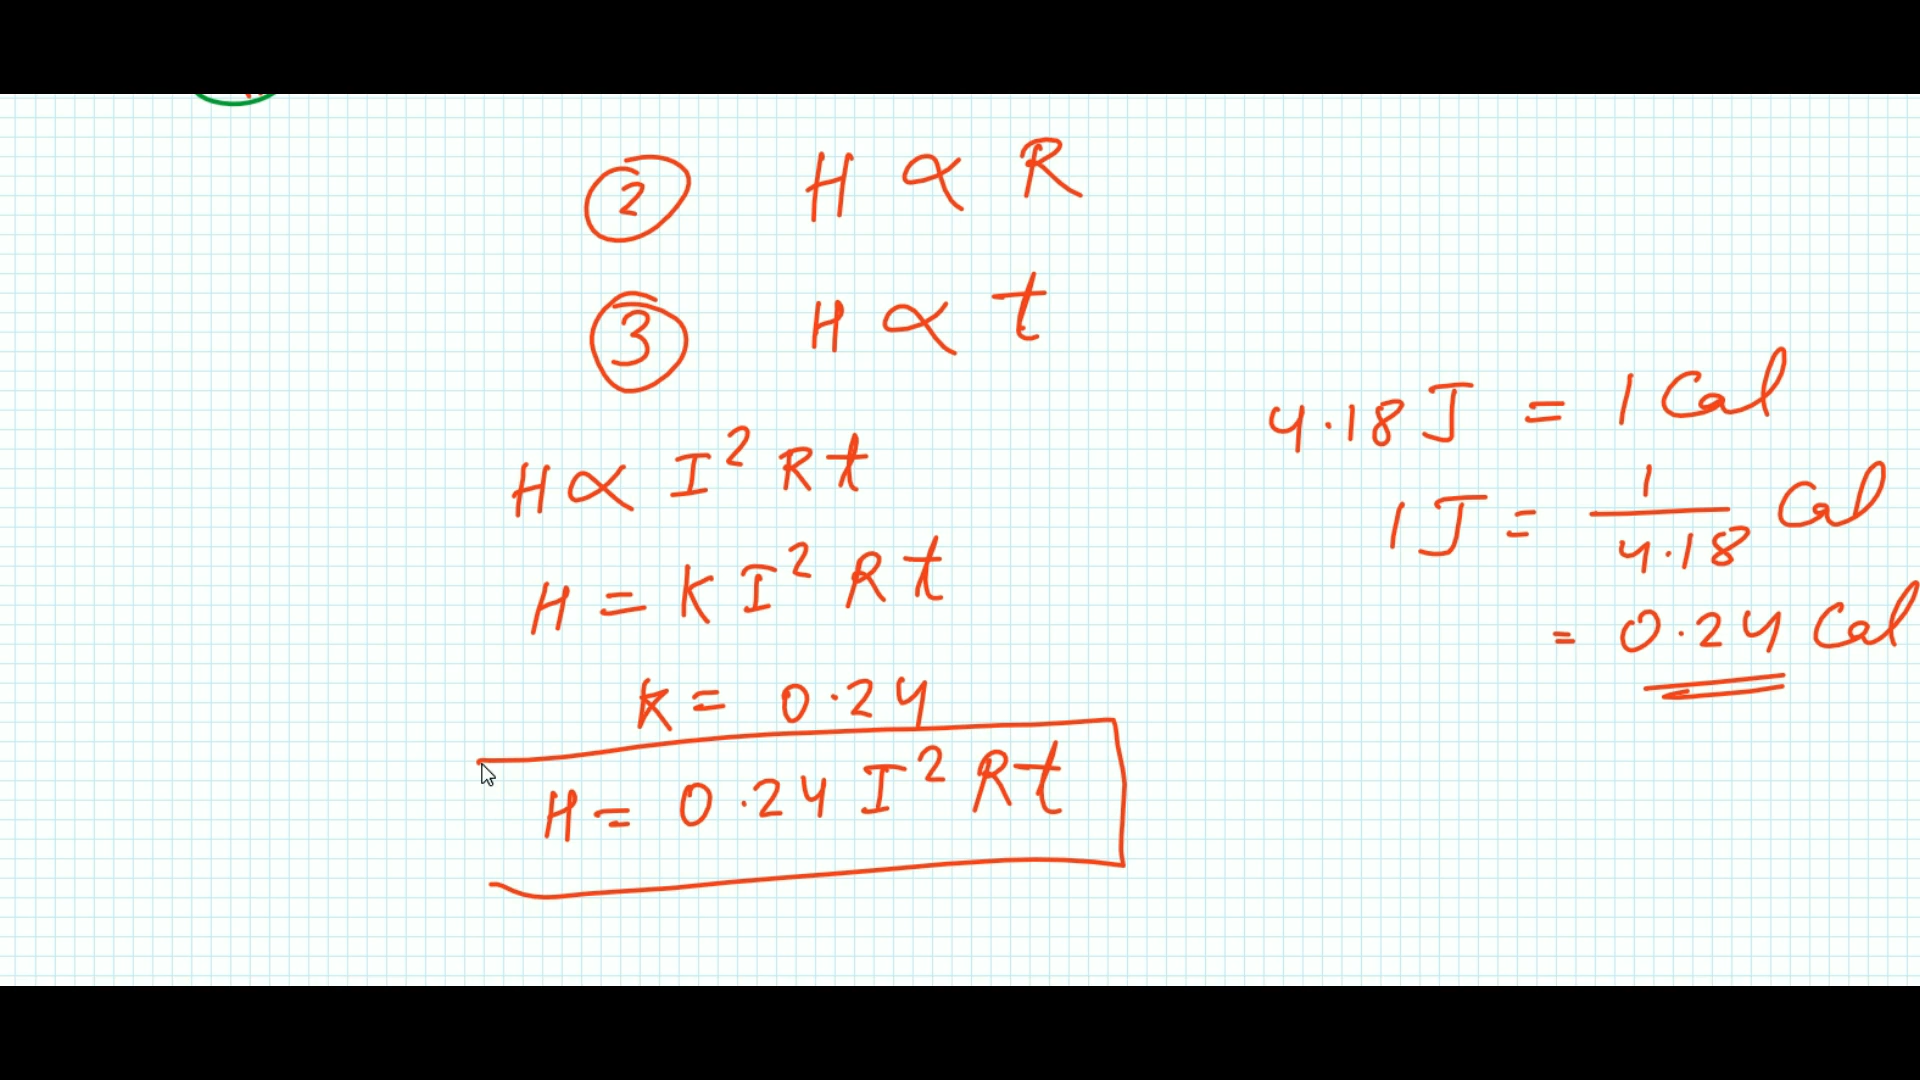 ② H ∝ R
③ H ∝ t
H ∝ I² R t
H = K I² R t
K = 0.24
H = 0.24 I² R t
4.18 J = 1 Cal
1 J = 1/4.18 Cal
= 0.24 Cal